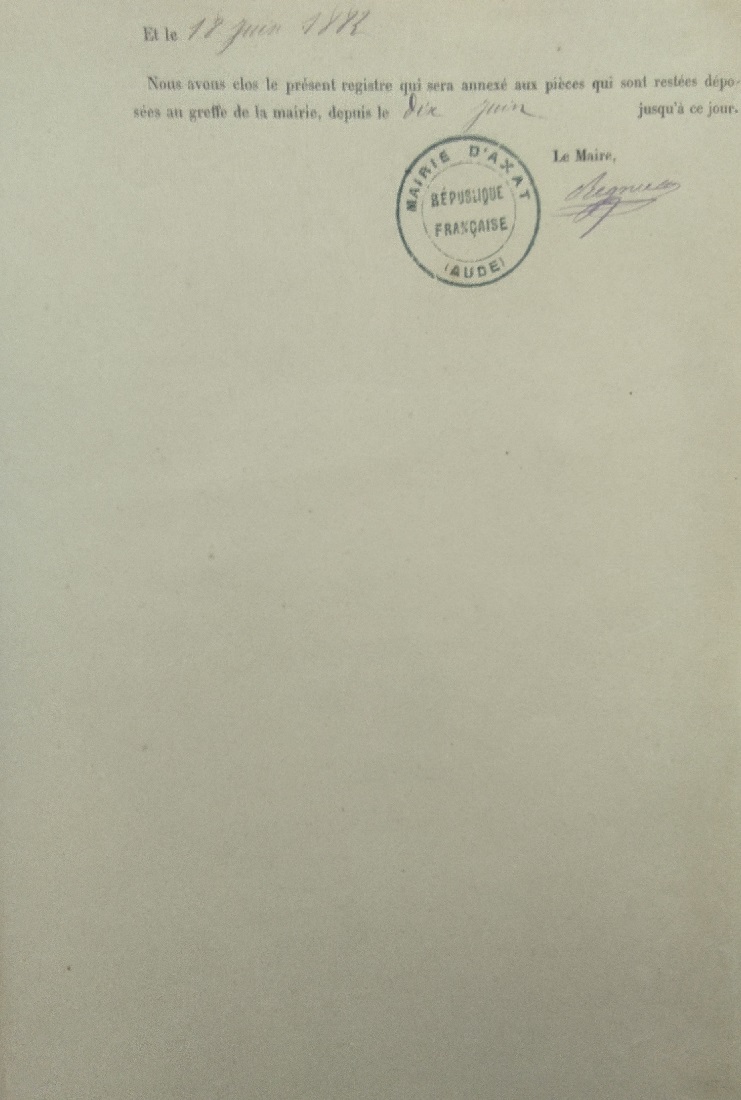 Et le 18 juin 1882
Nous avons clos le présent registre qui sera annexé aux pièces qui sont restées dépo-
sées au greffe de la mairie, depuis le dix juin jusqu'à ce jour.
Le Maire,
MAIRIE D'AXAT
RÉPUBLIQUE
FRANÇAISE
(AUDE)